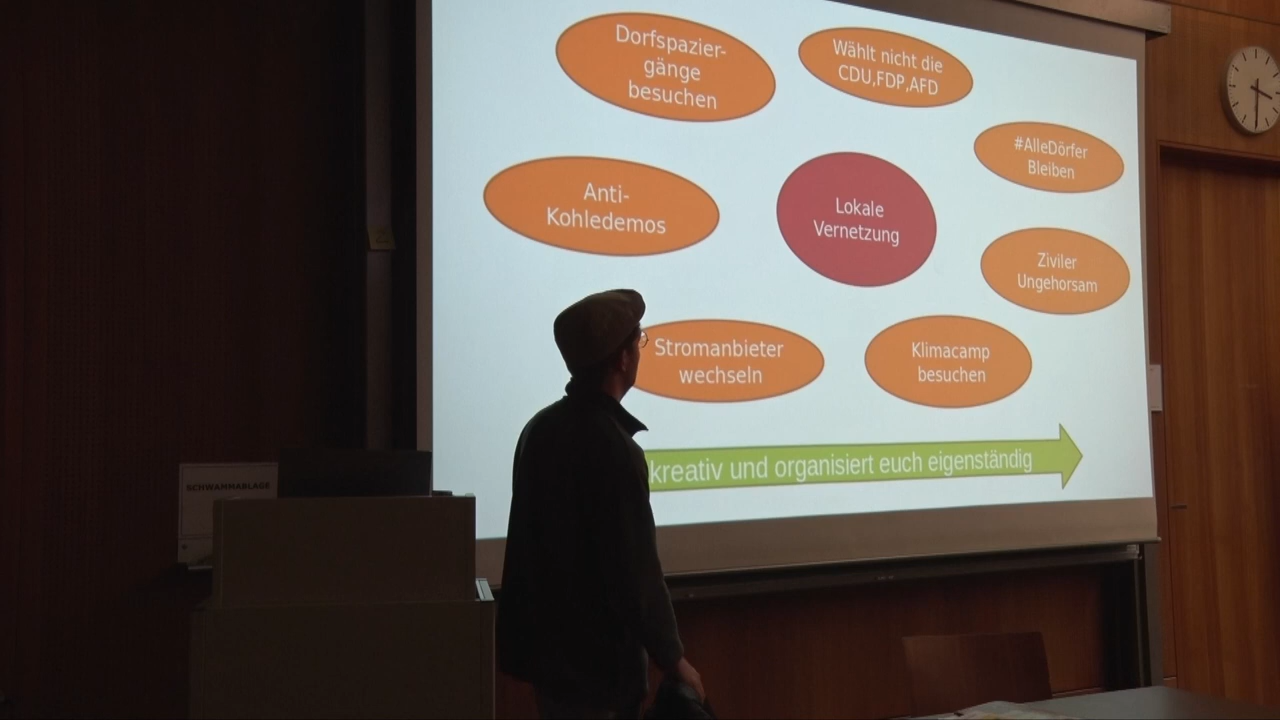 Dorfspazier-
gänge
besuchen
Wählt nicht die
CDU,FDP,AFD
#AlleDörfer
Bleiben
Anti-
Kohledemos
Lokale
Vernetzung
Ziviler
Ungehorsam
Stromanbieter
wechseln
Klimacamp
besuchen
kreativ und organisiert euch eigenständig
SCHWAMMABLAGE